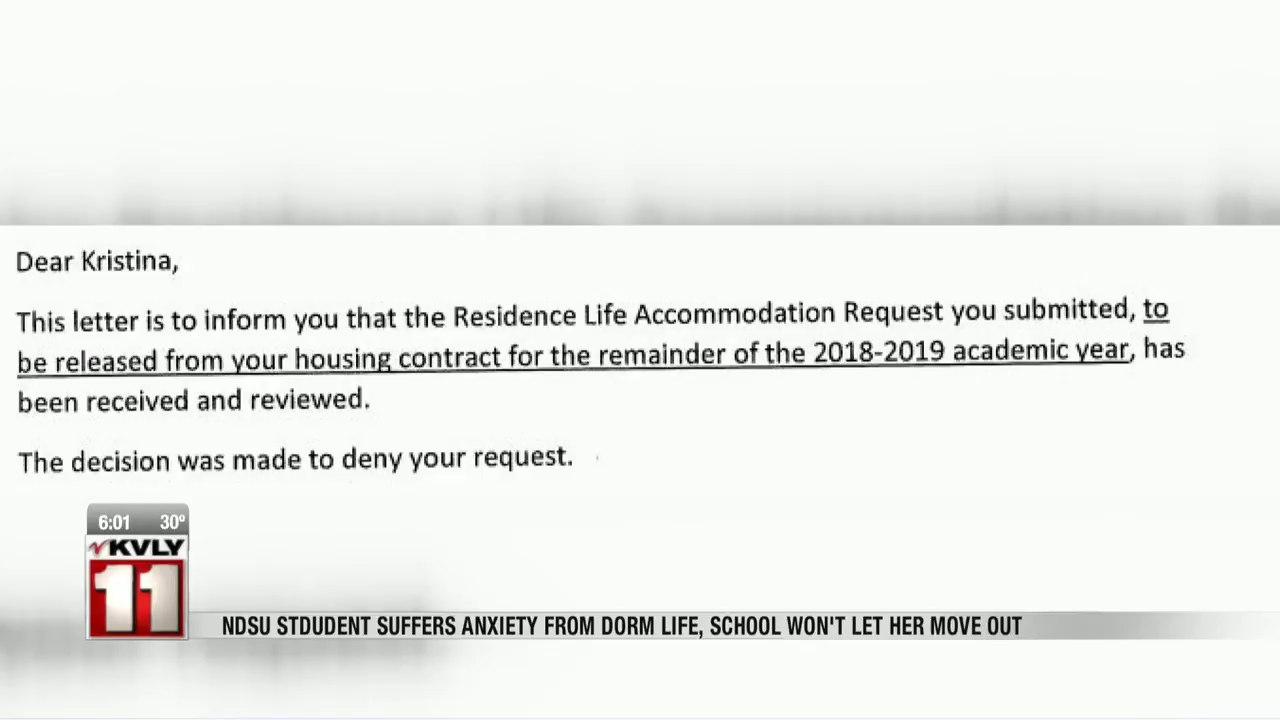 Dear Kristina,
This letter is to inform you that the Residence Life Accommodation Request you submitted, to
be released from your housing contract for the remainder of the 2018-2019 academic year, has
been received and reviewed.
The decision was made to deny your request.
6:01 30º
KVLY
11
NDSU STDUDENT SUFFERS ANXIETY FROM DORM LIFE, SCHOOL WON'T LET HER MOVE OUT